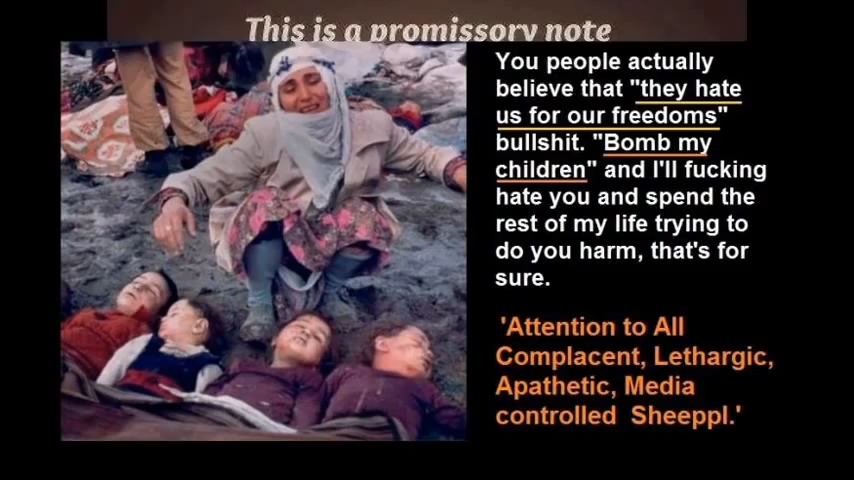 This is a promissory note
You people actually
believe that "they hate
us for our freedoms"
bullshit. "Bomb my
children" and I'll fucking
hate you and spend the
rest of my life trying to
do you harm, that's for
sure.
'Attention to All
Complacent, Lethargic,
Apathetic, Media
controlled Sheeppl.'